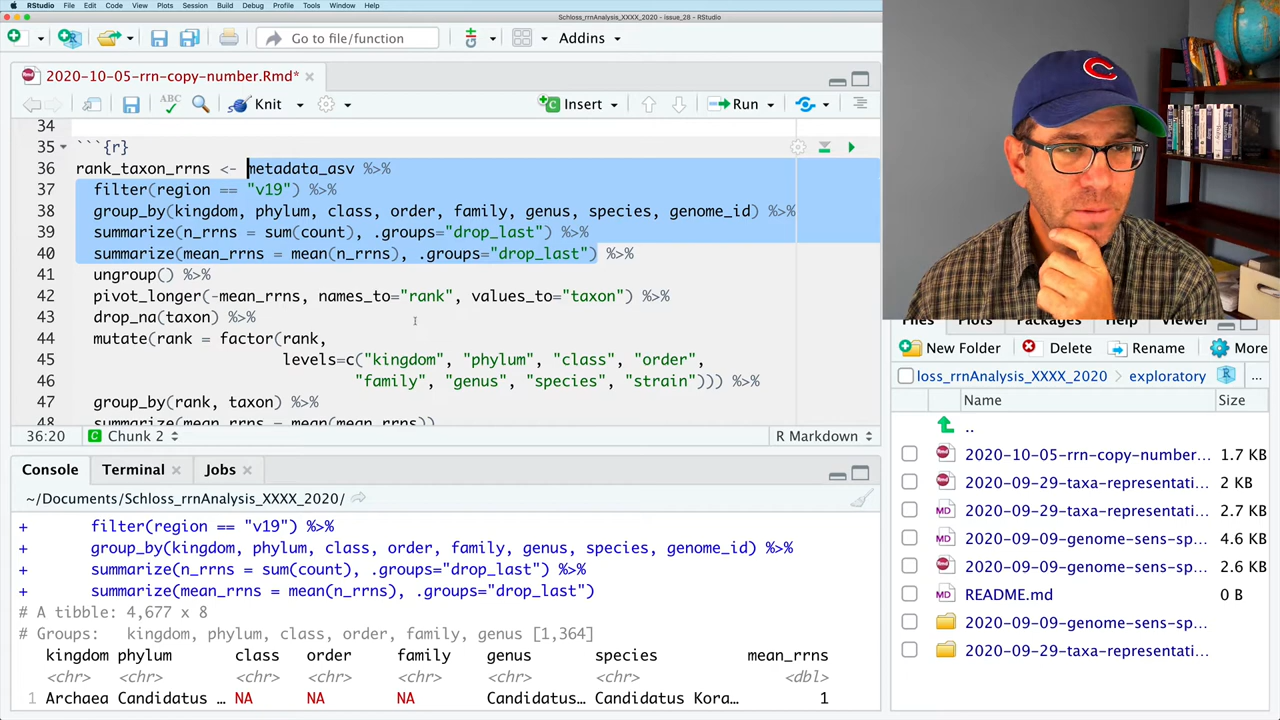 RStudio File Edit Code View Plots Session Build Debug Profile Tools Window Help
Schloss_rrnAnalysis_XXXX_2020 - issue_28 - RStudio
Go to file/function Addins
2020-10-05-rrn-copy-number.Rmd*
ABC Knit Insert Run
34
35 ```{r}
36 rank_taxon_rrns <- metadata_asv %>%
37 filter(region == "v19") %>%
38 group_by(kingdom, phylum, class, order, family, genus, species, genome_id) %>%
39 summarize(n_rrns = sum(count), .groups="drop_last") %>%
40 summarize(mean_rrns = mean(n_rrns), .groups="drop_last") %>%
41 ungroup() %>%
42 pivot_longer(-mean_rrns, names_to="rank", values_to="taxon") %>%
43 drop_na(taxon) %>%
44 mutate(rank = factor(rank,
45 levels=c("kingdom", "phylum", "class", "order",
46 "family", "genus", "species", "strain"))) %>%
47 group_by(rank, taxon) %>%
48 summarize(mean_rrns = mean(mean_rrns))
36:20 Chunk 2 R Markdown
Console Terminal Jobs
~/Documents/Schloss_rrnAnalysis_XXXX_2020/
+ filter(region == "v19") %>%
+ group_by(kingdom, phylum, class, order, family, genus, species, genome_id) %>%
+ summarize(n_rrns = sum(count), .groups="drop_last") %>%
+ summarize(mean_rrns = mean(n_rrns), .groups="drop_last")
# A tibble: 4,677 x 8
# Groups: kingdom, phylum, class, order, family, genus [1,364]
kingdom phylum class order family genus species mean_rrns
<chr> <chr> <chr> <chr> <chr> <chr> <chr> <dbl>
1 Archaea Candidatus … NA NA NA Candidatus… Candidatus Kora… 1
Files Plots Packages Help Viewer
New Folder Delete Rename More
loss_rrnAnalysis_XXXX_2020 exploratory ...
Name Size
..
2020-10-05-rrn-copy-number... 1.7 KB
2020-09-29-taxa-representati... 2 KB
2020-09-29-taxa-representati... 2.7 KB
2020-09-09-genome-sens-sp... 4.6 KB
2020-09-09-genome-sens-sp... 2.6 KB
README.md 0 B
2020-09-09-genome-sens-sp...
2020-09-29-taxa-representati...